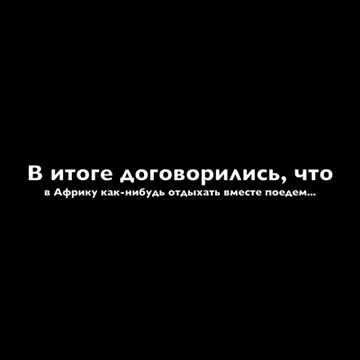 В итоге договорились, что
в Африку как-нибудь отдыхать вместе поедем...